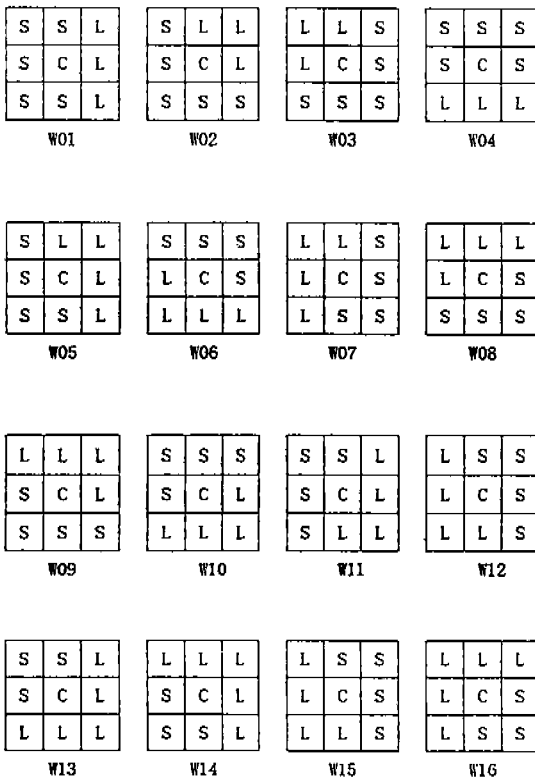 S S L S L L L L S S S S
S C L S C L L C S S C S
S S L S S S S S S L L L
W01 W02 W03 W04
S L L S S S L L S L L L
S C L L C S L C S L C S
S S L L L L L S S S S S
W05 W06 W07 W08
L L L S S S S S L L S S
S C L S C L S C L L C S
S S S L L L S L L L L S
W09 W10 W11 W12
S S L L L L L S S L L L
S C L S C L L C S L C S
L L L S S L L L S L S S
W13 W14 W15 W16